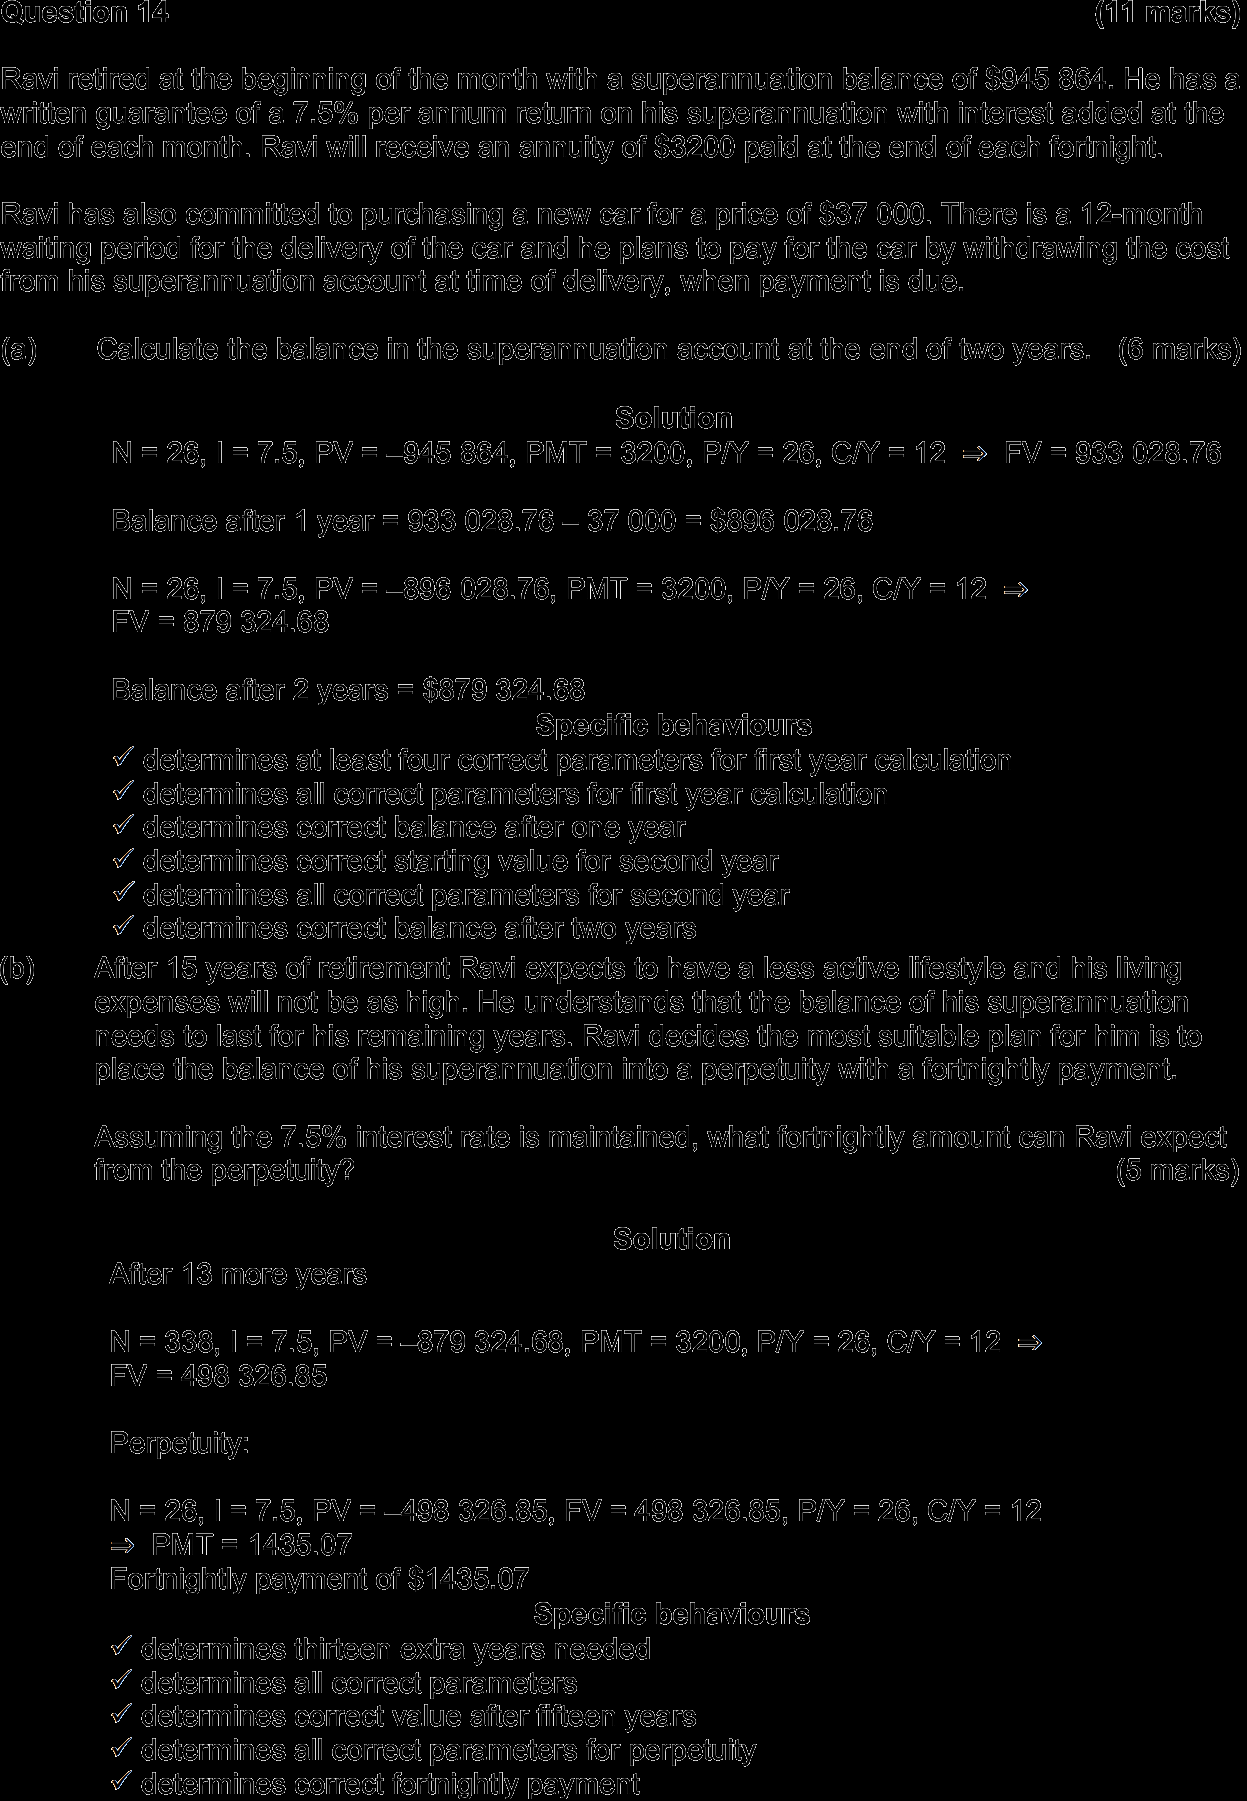 Question 14 (11 marks)
Ravi retired at the beginning of the month with a superannuation balance of $945 864. He has a
written guarantee of a 7.5% per annum return on his superannuation with interest added at the
end of each month. Ravi will receive an annuity of $3200 paid at the end of each fortnight.
Ravi has also committed to purchasing a new car for a price of $37 000. There is a 12-month
waiting period for the delivery of the car and he plans to pay for the car by withdrawing the cost
from his superannuation account at time of delivery, when payment is due.
(a) Calculate the balance in the superannuation account at the end of two years. (6 marks)
Solution
N = 26, I = 7.5, PV = –945 864, PMT = 3200, P/Y = 26, C/Y = 12 ⇒ FV = 933 028.76
Balance after 1 year = 933 028.76 – 37 000 = $896 028.76
N = 26, I = 7.5, PV = –896 028.76, PMT = 3200, P/Y = 26, C/Y = 12 ⇒
FV = 879 324.68
Balance after 2 years = $879 324.68
Specific behaviours
✓ determines at least four correct parameters for first year calculation
✓ determines all correct parameters for first year calculation
✓ determines correct balance after one year
✓ determines correct starting value for second year
✓ determines all correct parameters for second year
✓ determines correct balance after two years
(b) After 15 years of retirement Ravi expects to have a less active lifestyle and his living
expenses will not be as high. He understands that the balance of his superannuation
needs to last for his remaining years. Ravi decides the most suitable plan for him is to
place the balance of his superannuation into a perpetuity with a fortnightly payment.
Assuming the 7.5% interest rate is maintained, what fortnightly amount can Ravi expect
from the perpetuity? (5 marks)
Solution
After 13 more years
N = 338, I = 7.5, PV = –879 324.68, PMT = 3200, P/Y = 26, C/Y = 12 ⇒
FV = 498 326.85
Perpetuity:
N = 26, I = 7.5, PV = –498 326.85, FV = 498 326.85, P/Y = 26, C/Y = 12
⇒ PMT = 1435.07
Fortnightly payment of $1435.07
Specific behaviours
✓ determines thirteen extra years needed
✓ determines all correct parameters
✓ determines correct value after fifteen years
✓ determines all correct parameters for perpetuity
✓ determines correct fortnightly payment